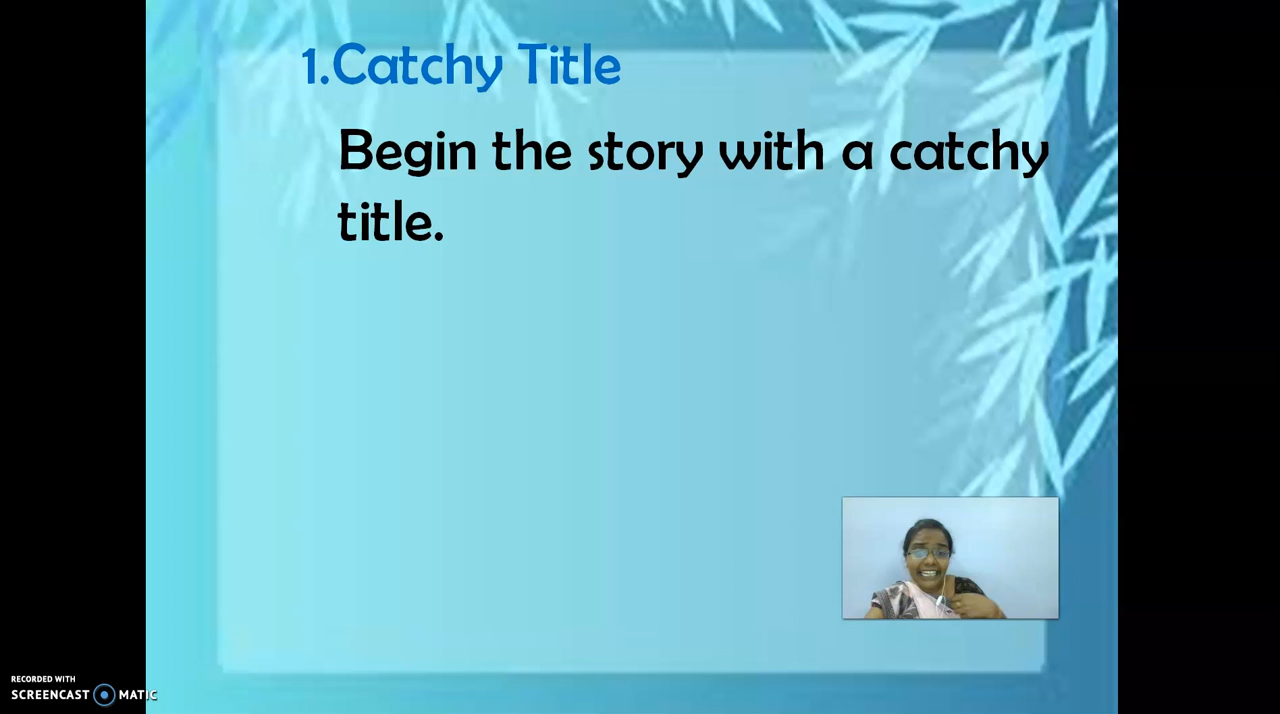 1.Catchy Title
Begin the story with a catchy
title.
RECORDED WITH
SCREENCAST MATIC